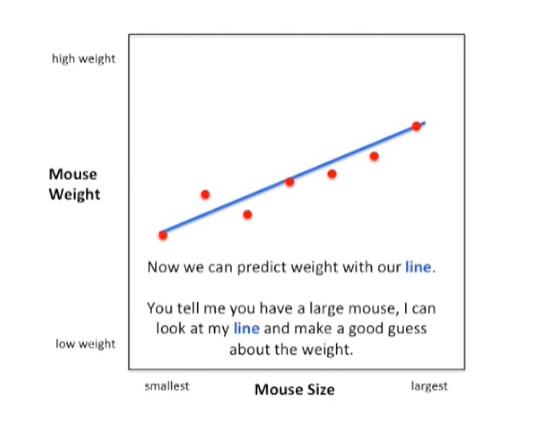 high weight
Mouse
Weight
Now we can predict weight with our line.
You tell me you have a large mouse, I can
look at my line and make a good guess
about the weight.
low weight
smallest
Mouse Size
largest